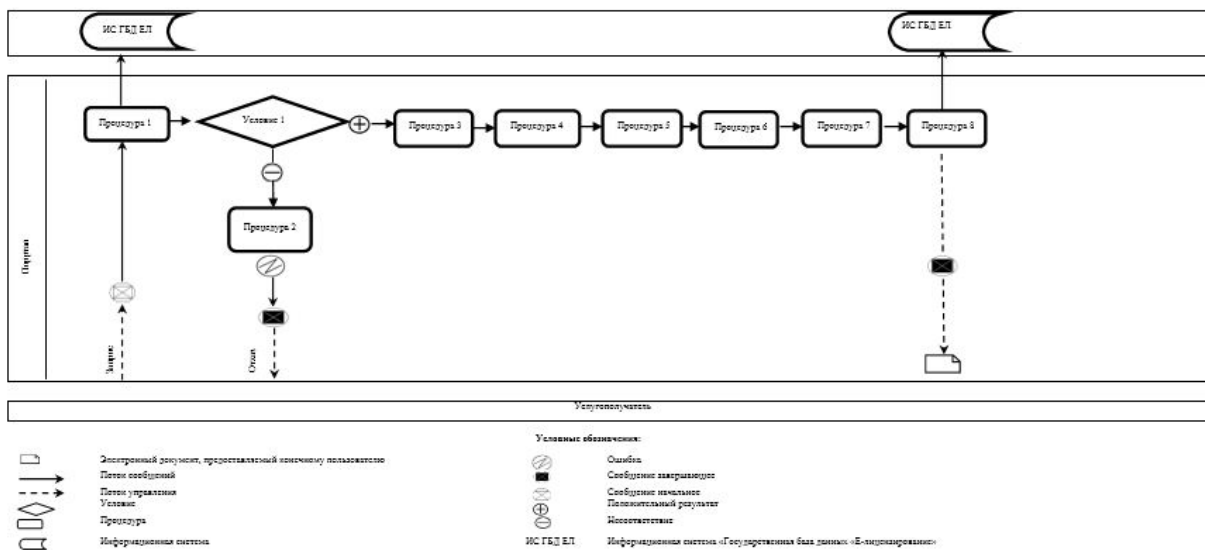 ИС ГБД ЕЛ
ИС ГБД ЕЛ
Процедура 1
Условие 1
Процедура 3
Процедура 4
Процедура 5
Процедура 6
Процедура 7
Процедура 8
Процедура 2
Портал
Запрос
Отказ
Услугополучатель
Условные обозначения:
Электронный документ, предоставляемый конечному пользователю
Ошибка
Поток сообщений
Сообщение завершающее
Поток управления
Сообщение начальное
Условие
Положительный результат
Процедура
Несоответствие
Информационная система
ИС ГБД ЕЛ
Информационная система «Государственная база данных «Е-лицензирование»